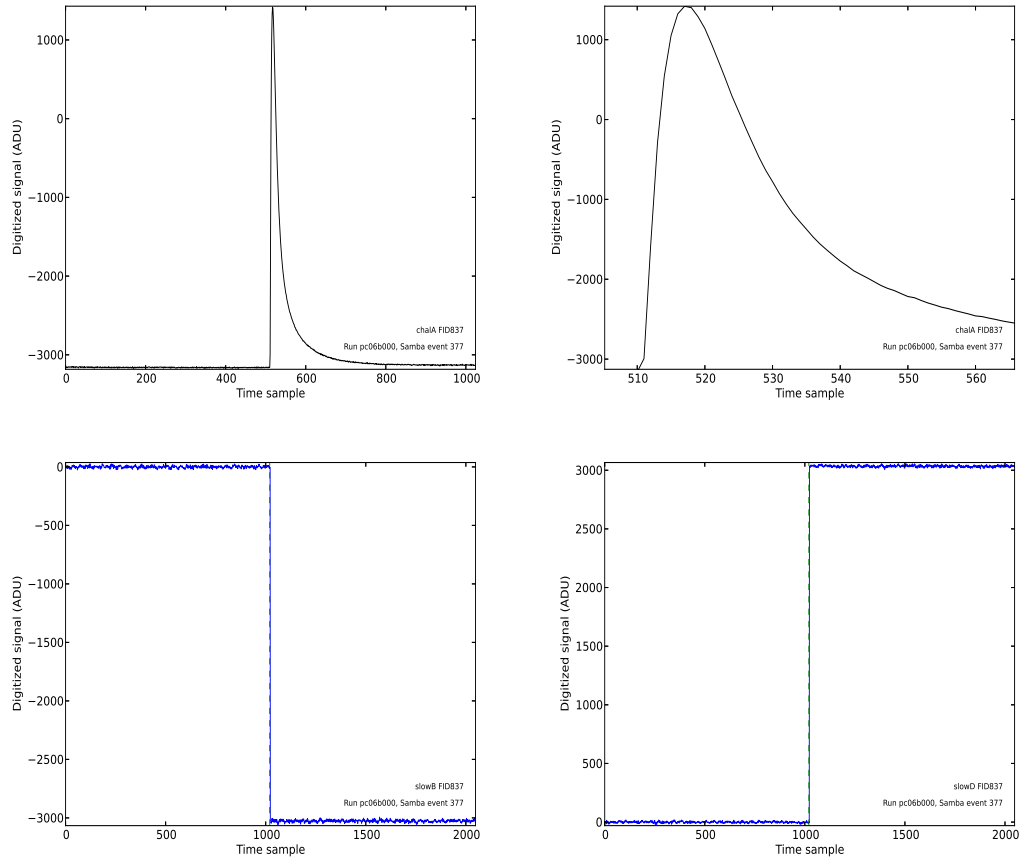 1000
0
−1000
−2000
−3000
Digitized signal (ADU)
chalA FID837
Run pc06b000, Samba event 377
0 200 400 600 800 1000
Time sample
1000
0
−1000
−2000
−3000
Digitized signal (ADU)
chalA FID837
Run pc06b000, Samba event 377
510 520 530 540 550 560
Time sample
0
−500
−1000
−1500
−2000
−2500
−3000
Digitized signal (ADU)
slowB FID837
Run pc06b000, Samba event 377
0 500 1000 1500 2000
Time sample
3000
2500
2000
1500
1000
500
0
Digitized signal (ADU)
slowD FID837
Run pc06b000, Samba event 377
0 500 1000 1500 2000
Time sample